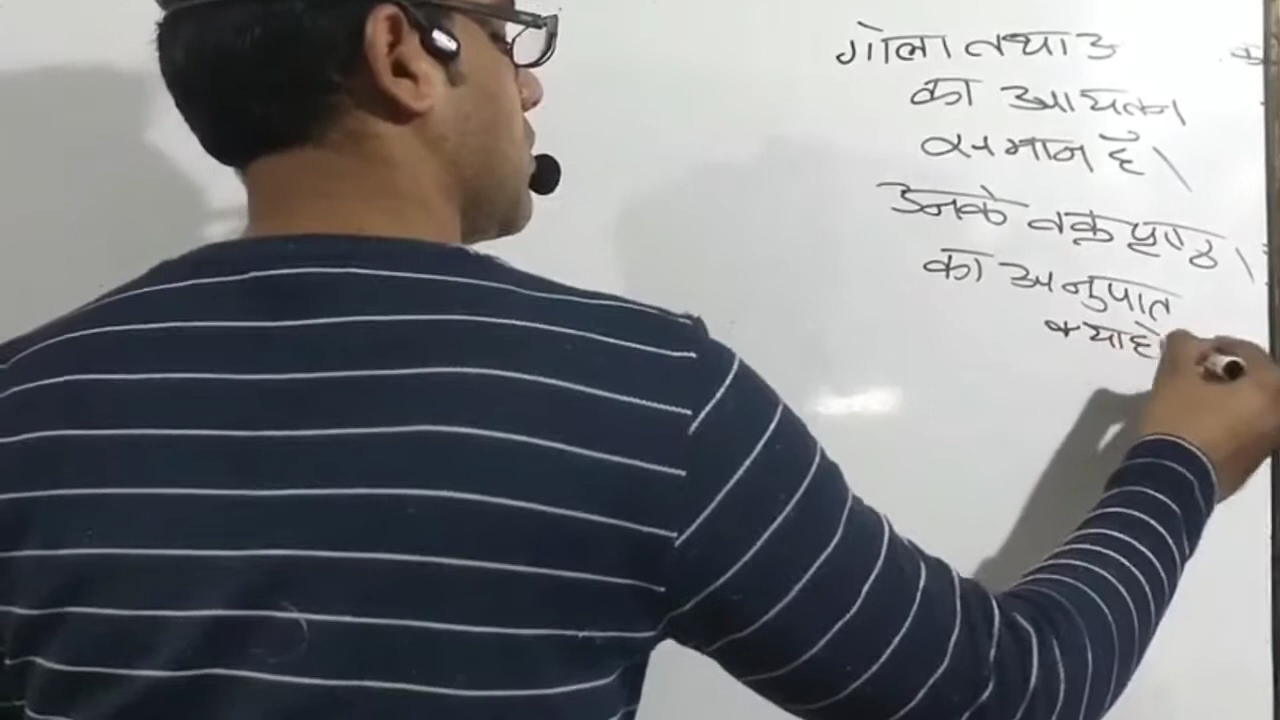 गोला तथा उ
का आयतन
समान है।
उनके वक्र पृष्ठ
का अनुपात
क्या है